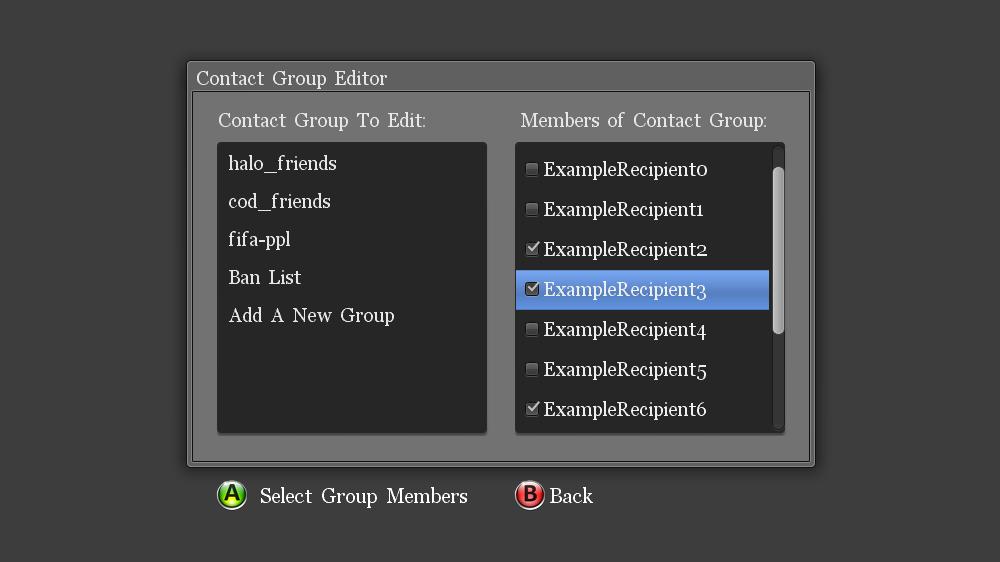 Contact Group Editor
Contact Group To Edit:
halo_friends
cod_friends
fifa-ppl
Ban List
Add A New Group
Members of Contact Group:
ExampleRecipient0
ExampleRecipient1
ExampleRecipient2
ExampleRecipient3
ExampleRecipient4
ExampleRecipient5
ExampleRecipient6
A Select Group Members
B Back